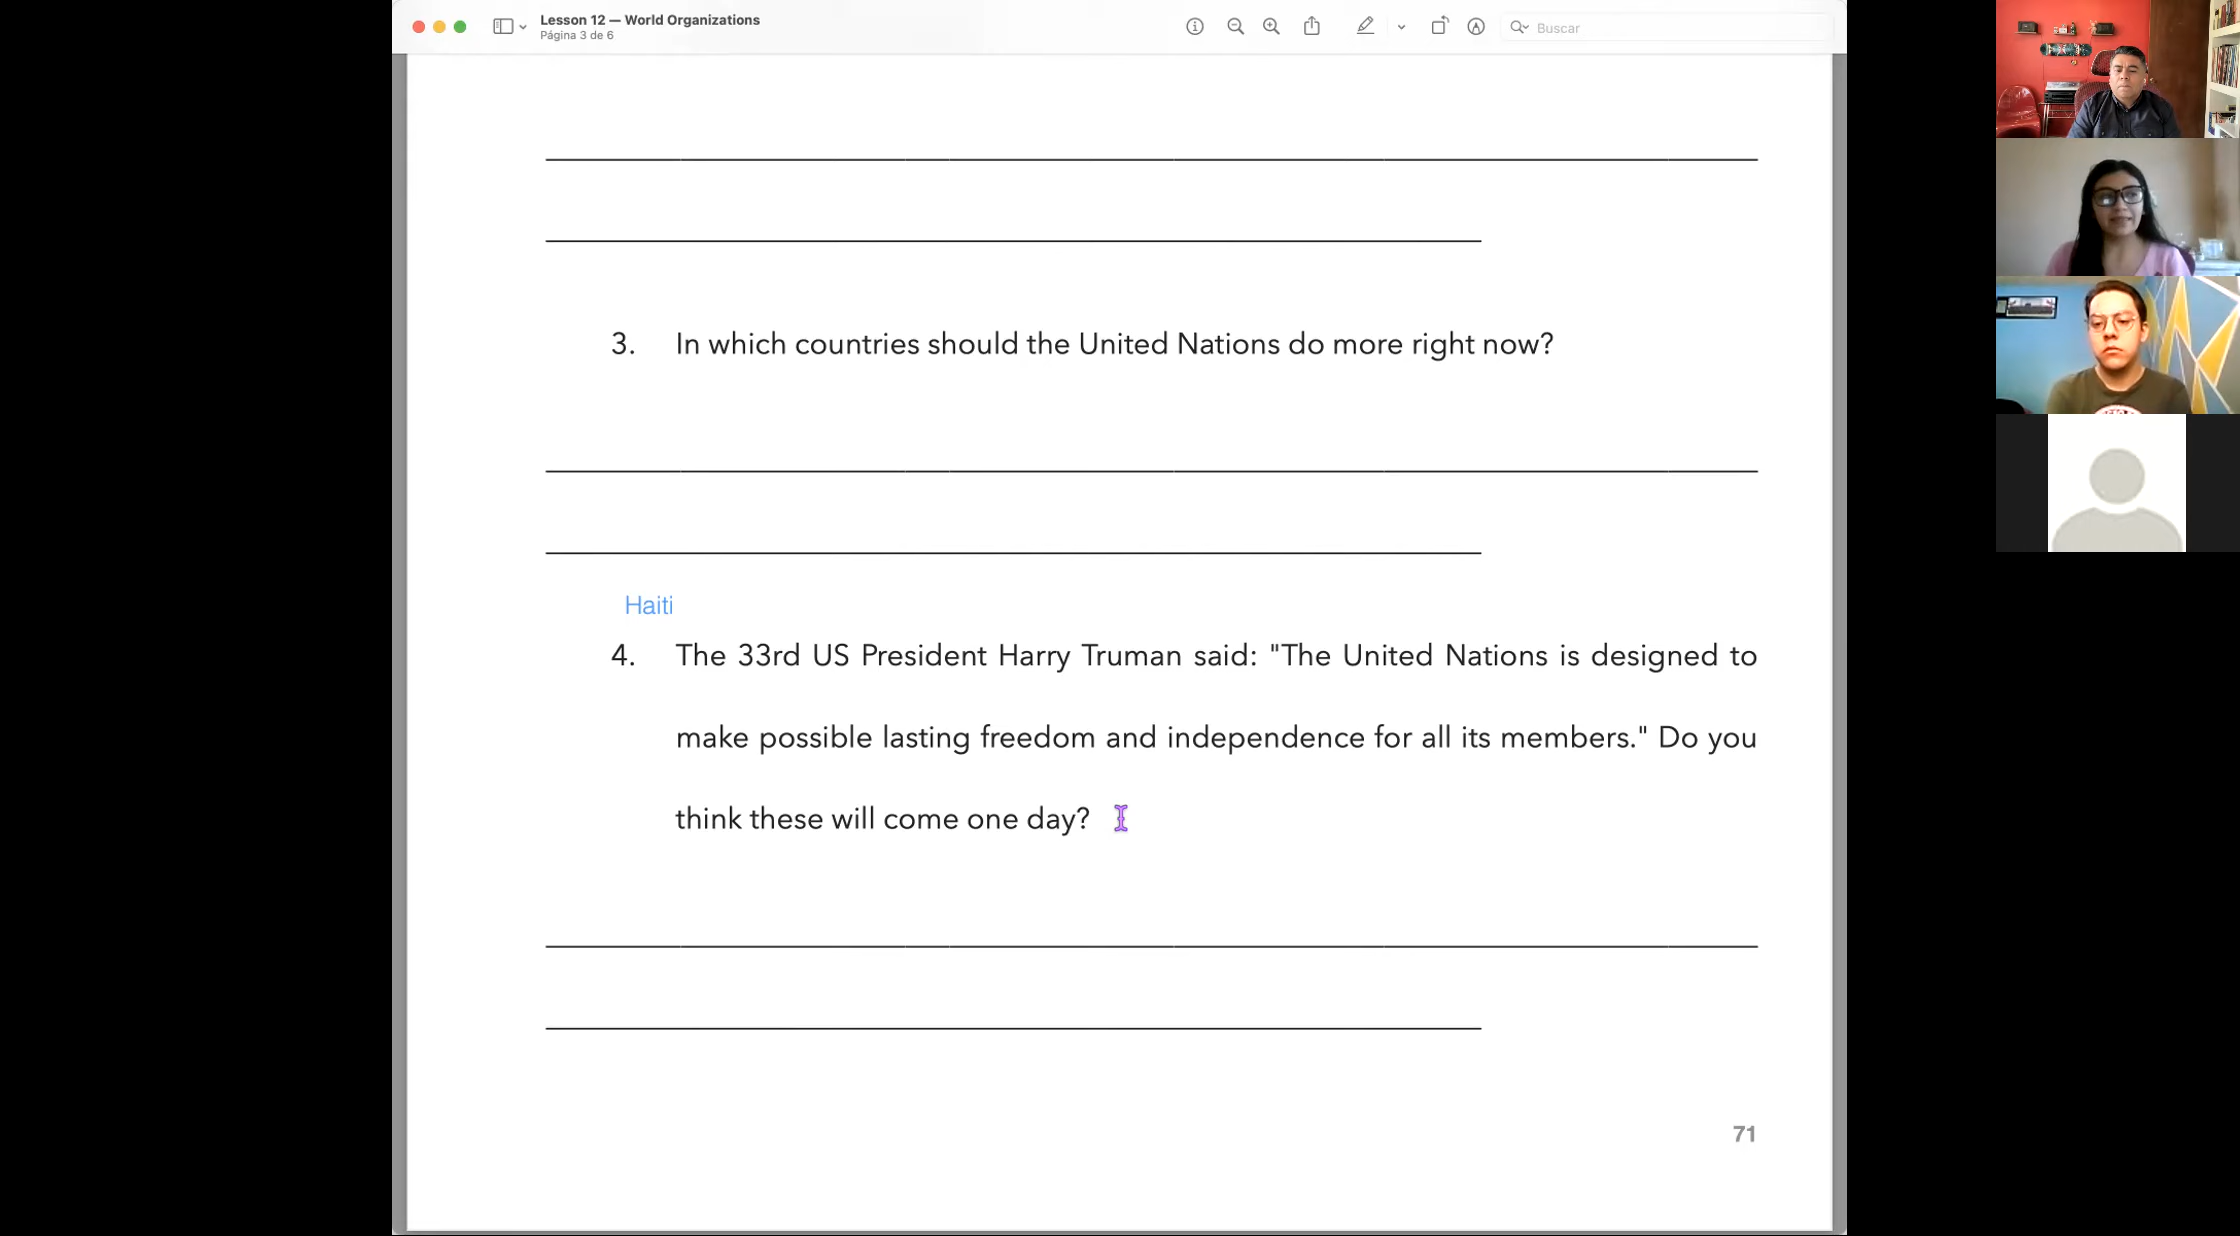 Lesson 12 — World Organizations
Página 3 de 6
Buscar
3. In which countries should the United Nations do more right now?
Haiti
4. The 33rd US President Harry Truman said: "The United Nations is designed to
make possible lasting freedom and independence for all its members." Do you
think these will come one day?
71